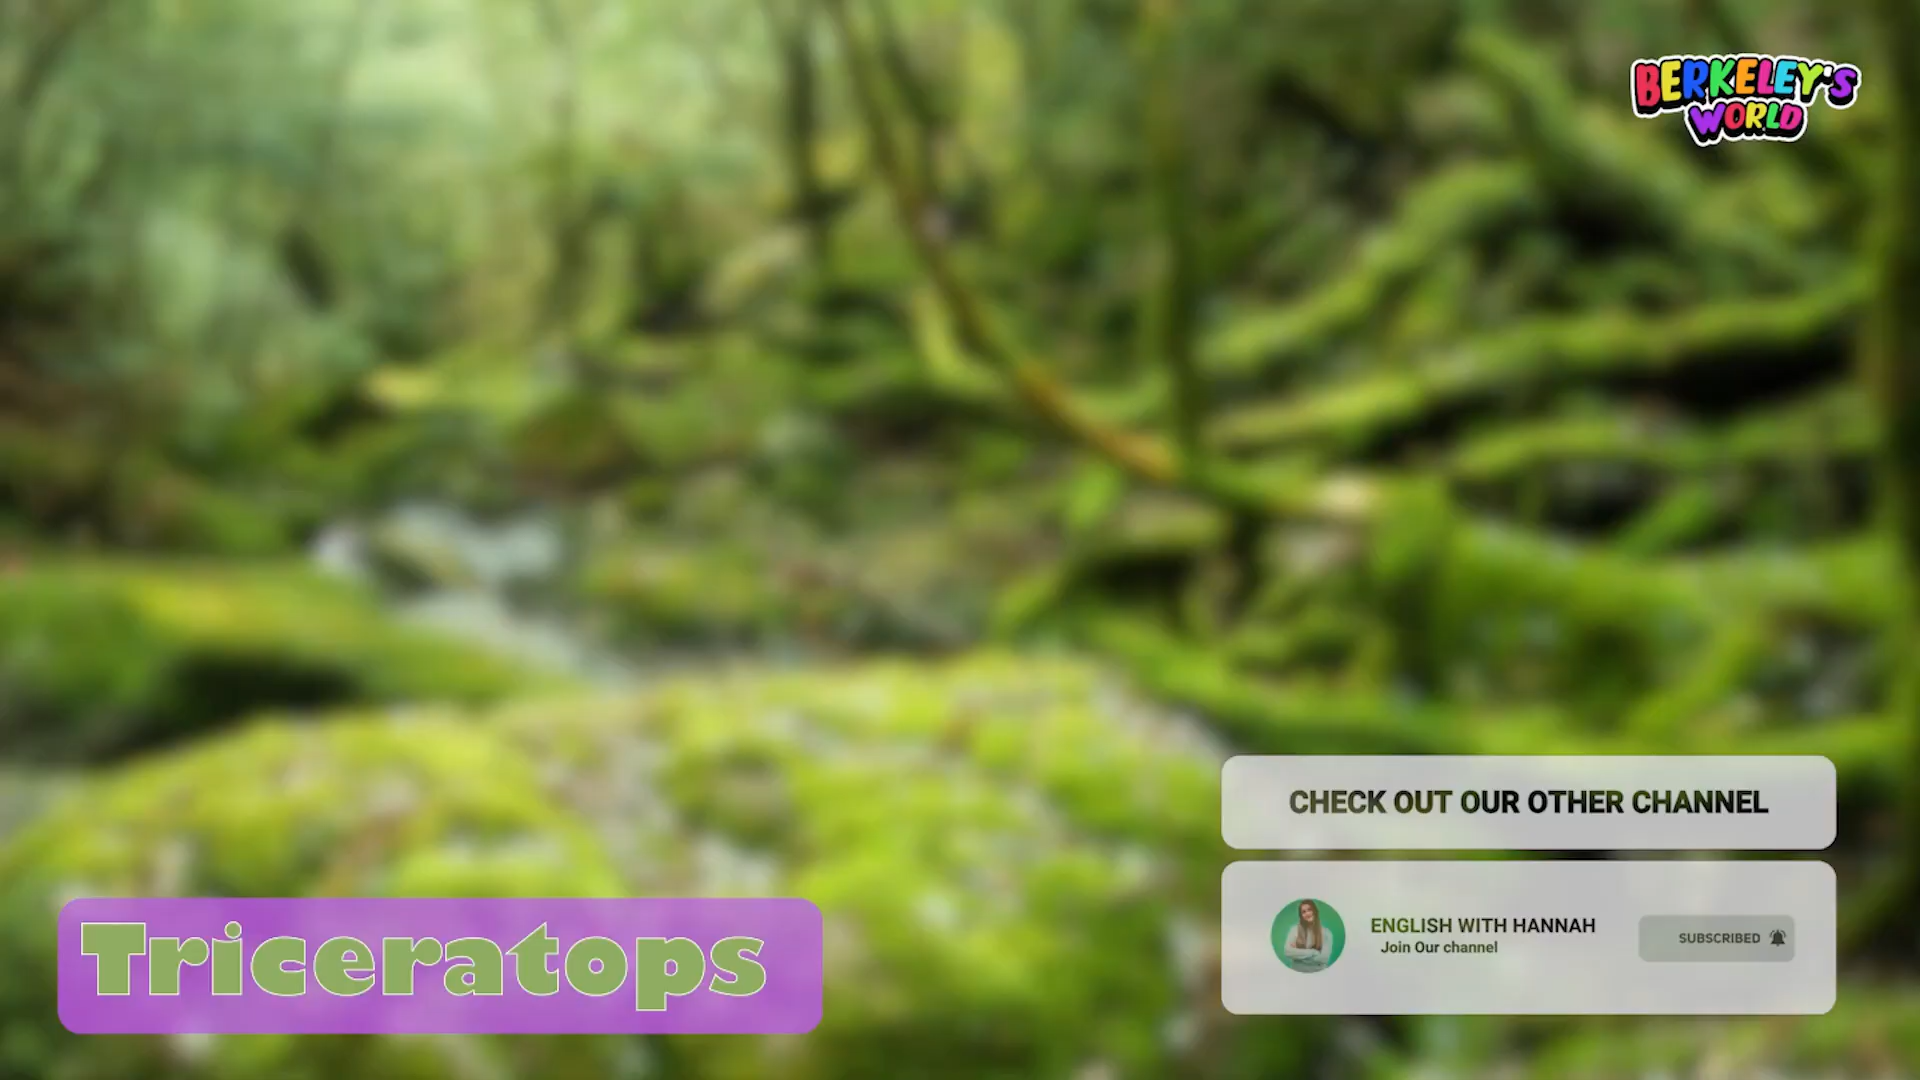 BERKELEY'S
WORLD
CHECK OUT OUR OTHER CHANNEL
ENGLISH WITH HANNAH
Join Our channel
SUBSCRIBED
Triceratops